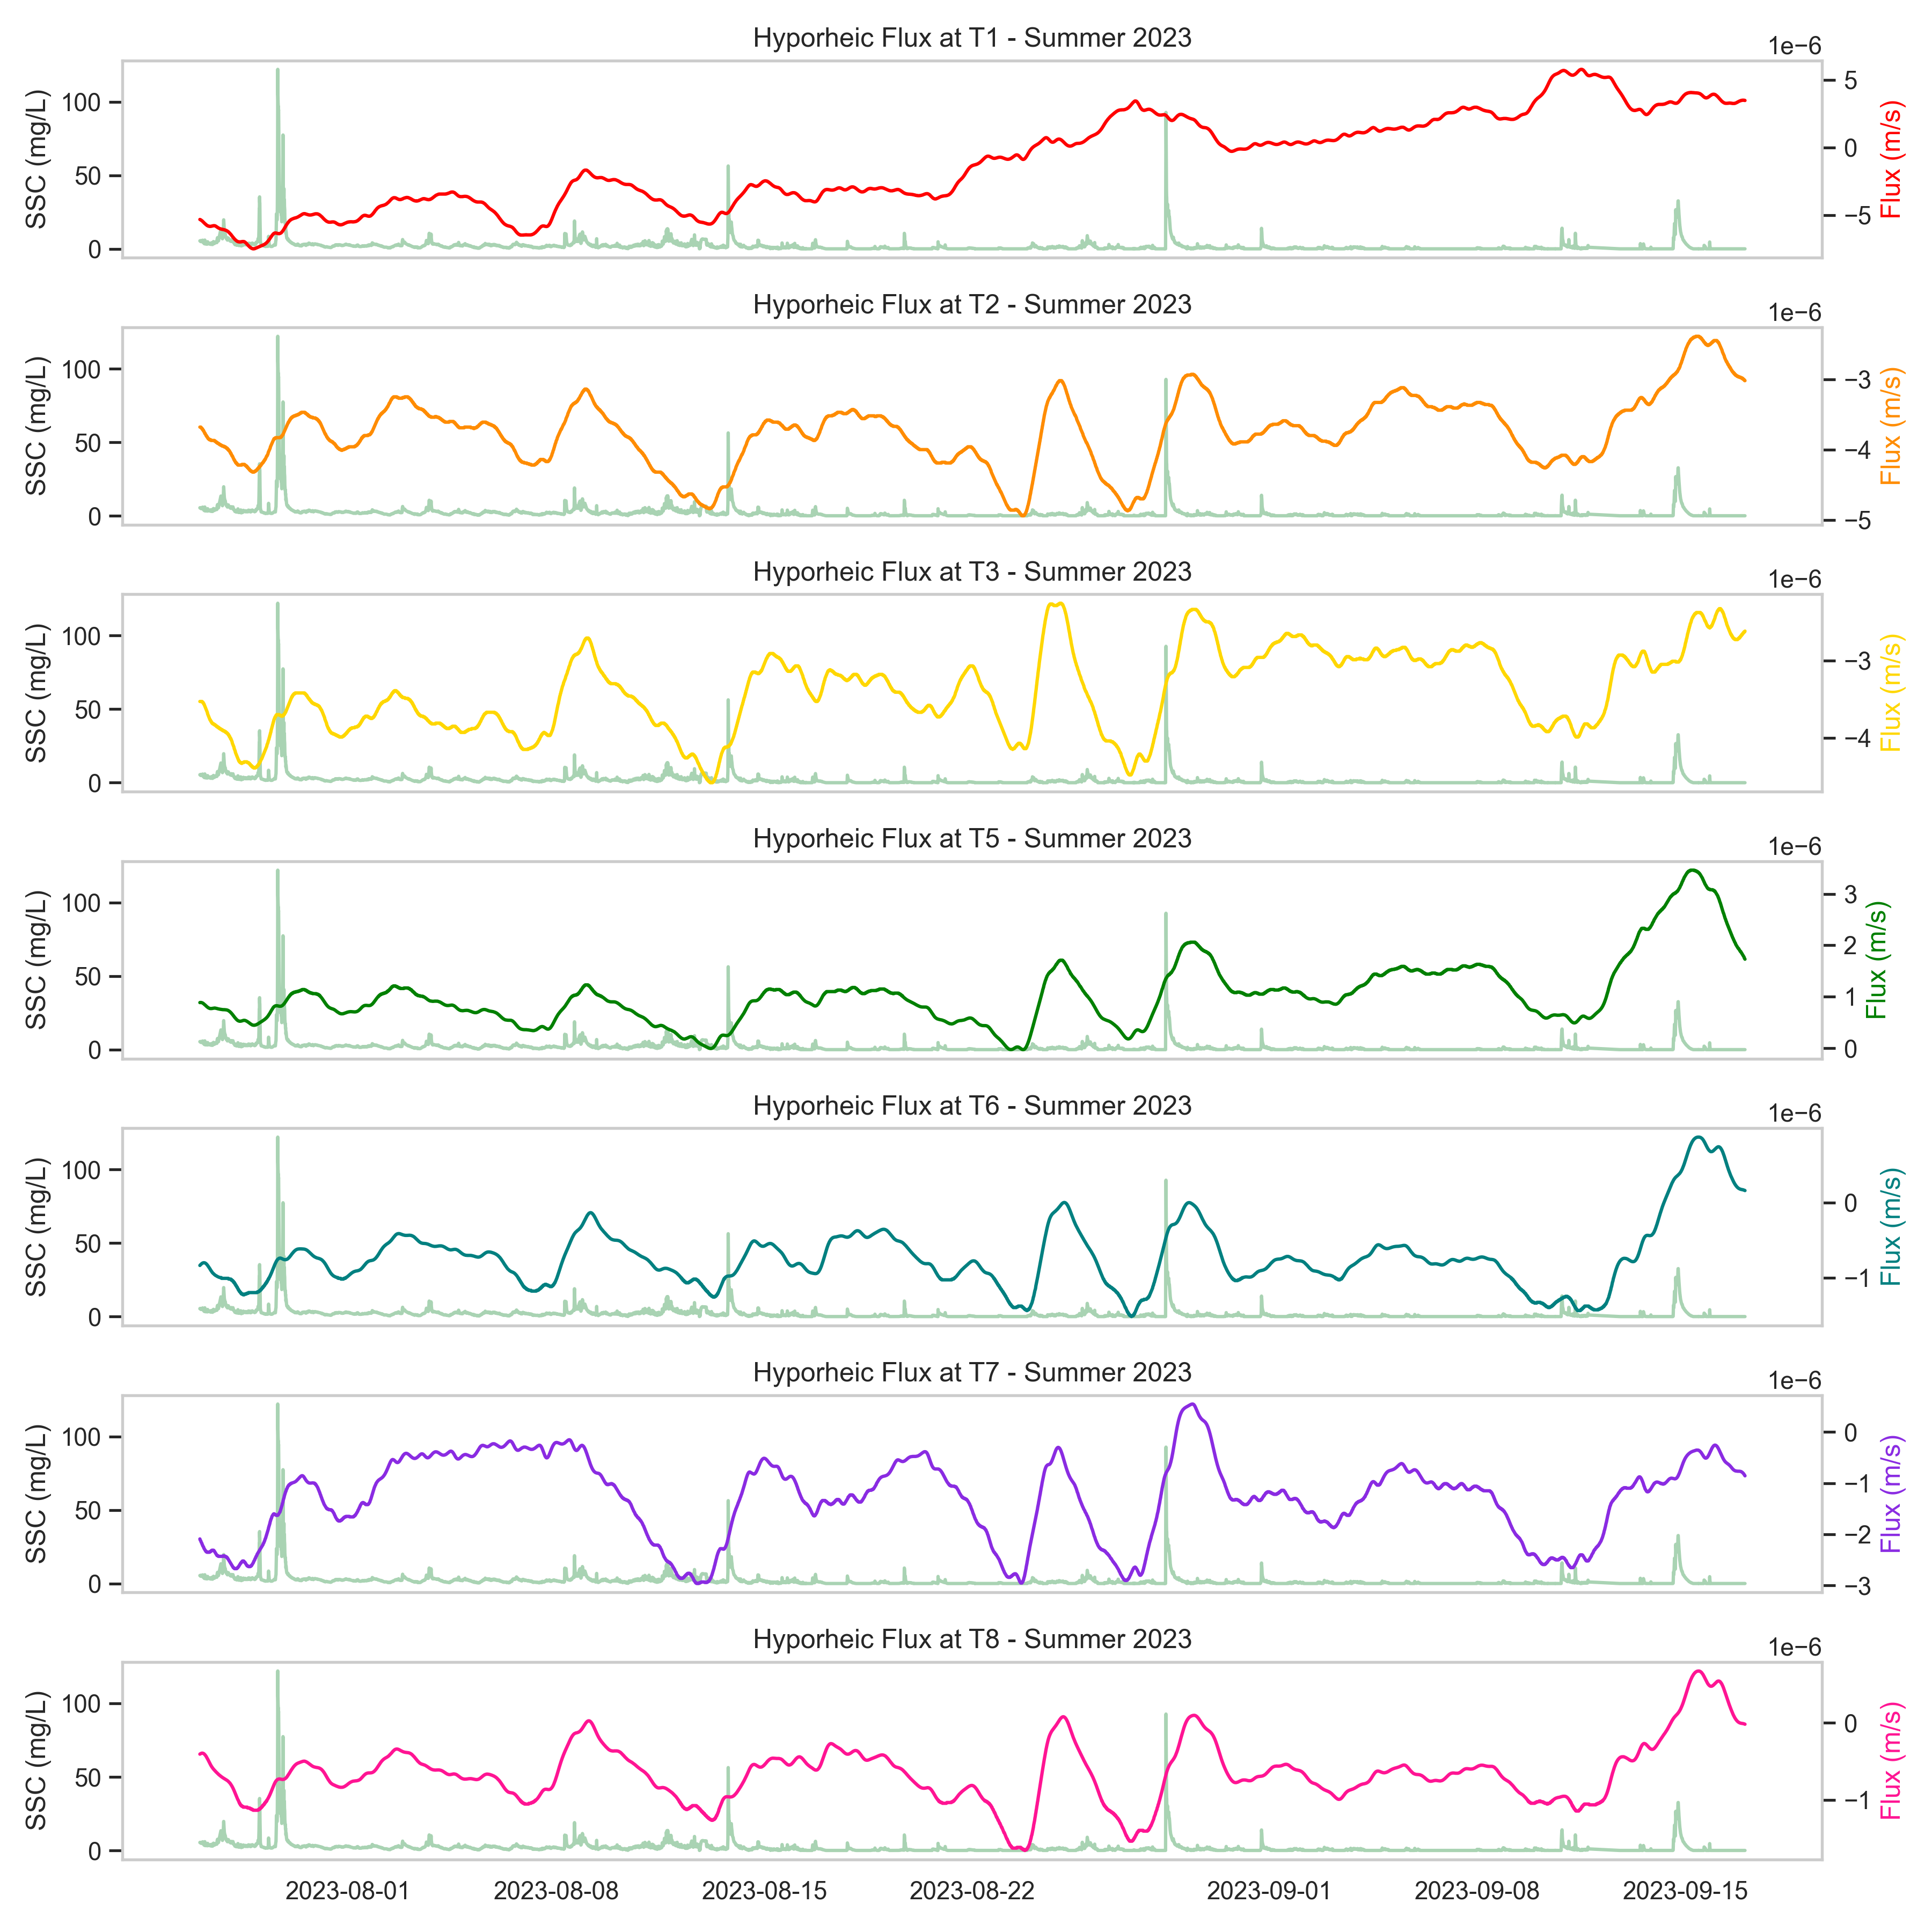 Hyporheic Flux at T1 - Summer 2023
1e−6
SSC (mg/L)
100
50
0
5
0
−5
Flux (m/s)
Hyporheic Flux at T2 - Summer 2023
1e−6
SSC (mg/L)
100
50
0
−3
−4
−5
Flux (m/s)
Hyporheic Flux at T3 - Summer 2023
1e−6
SSC (mg/L)
100
50
0
−3
−4
Flux (m/s)
Hyporheic Flux at T5 - Summer 2023
1e−6
SSC (mg/L)
100
50
0
3
2
1
0
Flux (m/s)
Hyporheic Flux at T6 - Summer 2023
1e−6
SSC (mg/L)
100
50
0
0
−1
Flux (m/s)
Hyporheic Flux at T7 - Summer 2023
1e−6
SSC (mg/L)
100
50
0
0
−1
−2
−3
Flux (m/s)
Hyporheic Flux at T8 - Summer 2023
1e−6
SSC (mg/L)
100
50
0
0
−1
Flux (m/s)
2023-08-01 2023-08-08 2023-08-15 2023-08-22 2023-09-01 2023-09-08 2023-09-15